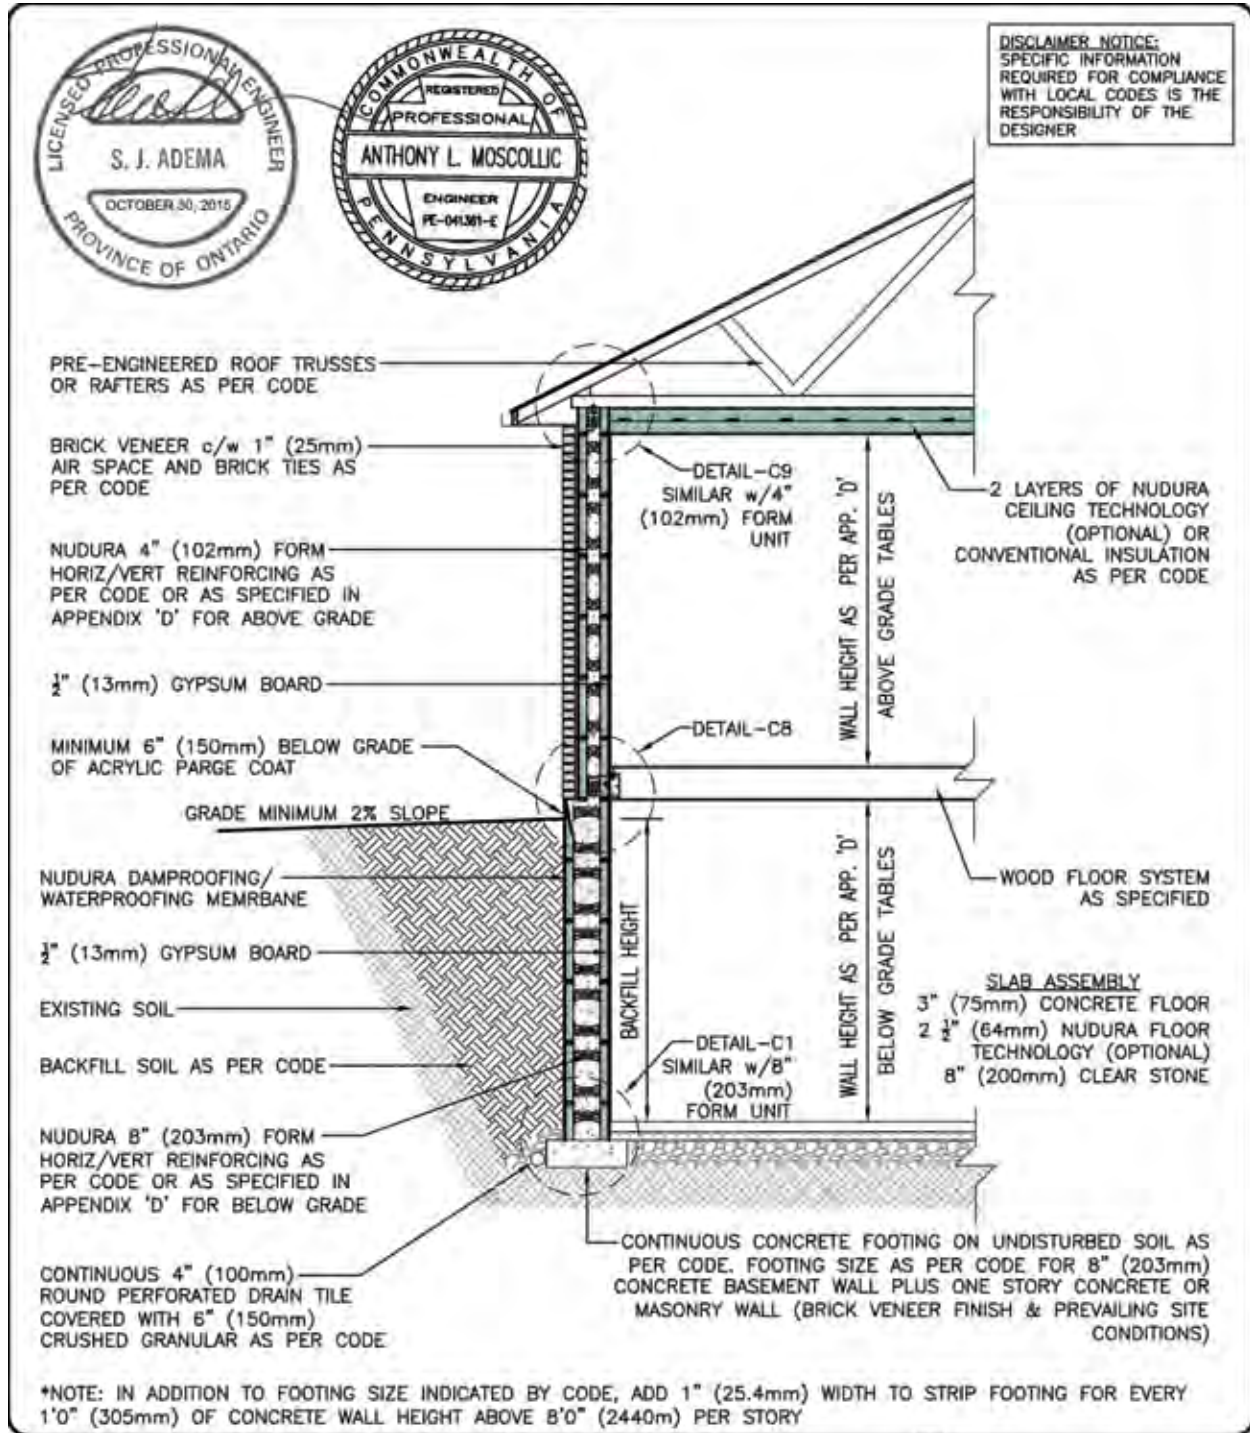 LICENSED PROFESSIONAL ENGINEER
S. J. ADEMA
OCTOBER 30, 2015
PROVINCE OF ONTARIO
COMMONWEALTH OF
REGISTERED
PROFESSIONAL
ANTHONY L. MOSCOLLIC
ENGINEER
PE-041361-E
PENNSYLVANIA
DISCLAIMER NOTICE:
SPECIFIC INFORMATION
REQUIRED FOR COMPLIANCE
WITH LOCAL CODES IS THE
RESPONSIBILITY OF THE
DESIGNER
PRE-ENGINEERED ROOF TRUSSES
OR RAFTERS AS PER CODE
BRICK VENEER c/w 1" (25mm)
AIR SPACE AND BRICK TIES AS
PER CODE
NUDURA 4" (102mm) FORM
HORIZ/VERT REINFORCING AS
PER CODE OR AS SPECIFIED IN
APPENDIX 'D' FOR ABOVE GRADE
½" (13mm) GYPSUM BOARD
MINIMUM 6" (150mm) BELOW GRADE
OF ACRYLIC PARGE COAT
GRADE MINIMUM 2% SLOPE
NUDURA DAMPROOFING/
WATERPROOFING MEMRBANE
½" (13mm) GYPSUM BOARD
EXISTING SOIL
BACKFILL SOIL AS PER CODE
NUDURA 8" (203mm) FORM
HORIZ/VERT REINFORCING AS
PER CODE OR AS SPECIFIED IN
APPENDIX 'D' FOR BELOW GRADE
CONTINUOUS 4" (100mm)
ROUND PERFORATED DRAIN TILE
COVERED WITH 6" (150mm)
CRUSHED GRANULAR AS PER CODE
DETAIL-C9
SIMILAR w/4"
(102mm) FORM
UNIT
WALL HEIGHT AS PER APP. 'D'
ABOVE GRADE TABLES
2 LAYERS OF NUDURA
CEILING TECHNOLOGY
(OPTIONAL) OR
CONVENTIONAL INSULATION
AS PER CODE
DETAIL-C8
BACKFILL HEIGHT
WALL HEIGHT AS PER APP. 'D'
BELOW GRADE TABLES
WOOD FLOOR SYSTEM
AS SPECIFIED
SLAB ASSEMBLY
3" (75mm) CONCRETE FLOOR
2 ½" (64mm) NUDURA FLOOR
TECHNOLOGY (OPTIONAL)
8" (200mm) CLEAR STONE
DETAIL-C1
SIMILAR w/8"
(203mm)
FORM UNIT
CONTINUOUS CONCRETE FOOTING ON UNDISTURBED SOIL AS
PER CODE. FOOTING SIZE AS PER CODE FOR 8" (203mm)
CONCRETE BASEMENT WALL PLUS ONE STORY CONCRETE OR
MASONRY WALL (BRICK VENEER FINISH & PREVAILING SITE
CONDITIONS)
*NOTE: IN ADDITION TO FOOTING SIZE INDICATED BY CODE, ADD 1" (25.4mm) WIDTH TO STRIP FOOTING FOR EVERY
1'0" (305mm) OF CONCRETE WALL HEIGHT ABOVE 8'0" (2440m) PER STORY